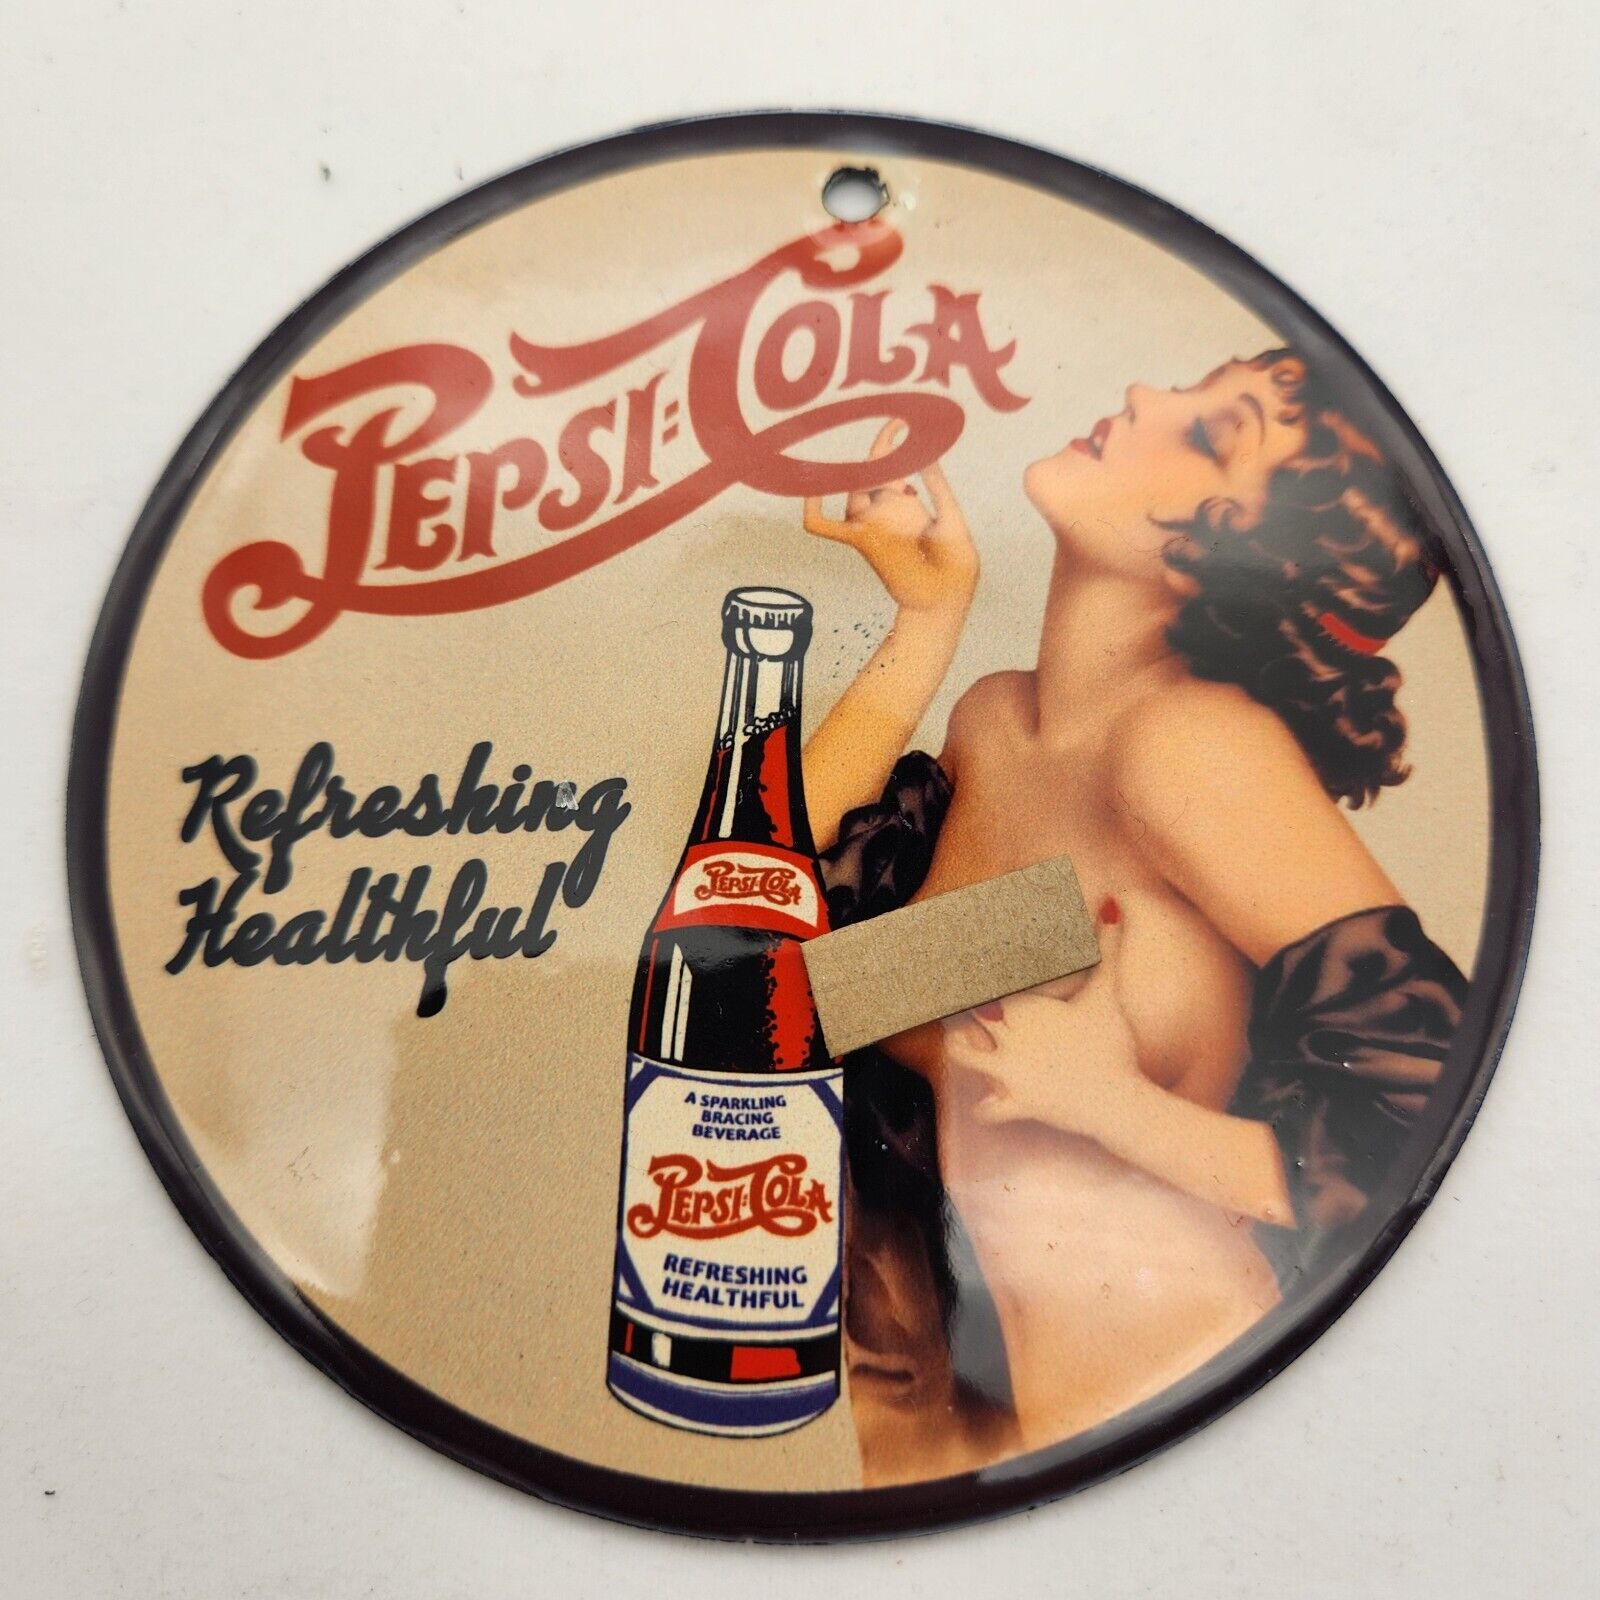 PEPSI=COLA
Refreshing
Healthful
PEPSI=COLA
A SPARKLING
BRACING
BEVERAGE
PEPSI=COLA
REFRESHING
HEALTHFUL